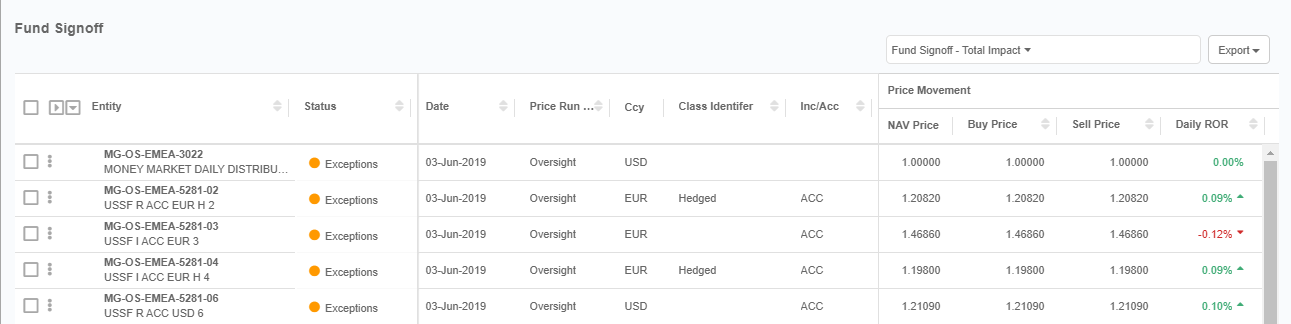 Fund Signoff
Fund Signoff - Total Impact
Export
Entity Status Date Price Run ... Ccy Class Identifer Inc/Acc Price Movement
NAV Price Buy Price Sell Price Daily ROR
MG-OS-EMEA-3022
MONEY MARKET DAILY DISTRIBU... Exceptions 03-Jun-2019 Oversight USD 1.00000 1.00000 1.00000 0.00%
MG-OS-EMEA-5281-02
USSF R ACC EUR H 2 Exceptions 03-Jun-2019 Oversight EUR Hedged ACC 1.20820 1.20820 1.20820 0.09%
MG-OS-EMEA-5281-03
USSF I ACC EUR 3 Exceptions 03-Jun-2019 Oversight EUR ACC 1.46860 1.46860 1.46860 -0.12%
MG-OS-EMEA-5281-04
USSF I ACC EUR H 4 Exceptions 03-Jun-2019 Oversight EUR Hedged ACC 1.19800 1.19800 1.19800 0.09%
MG-OS-EMEA-5281-06
USSF R ACC USD 6 Exceptions 03-Jun-2019 Oversight USD ACC 1.21090 1.21090 1.21090 0.10%